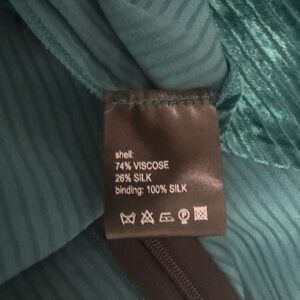 shell:
74% VISCOSE
26% SILK
binding: 100% SILK